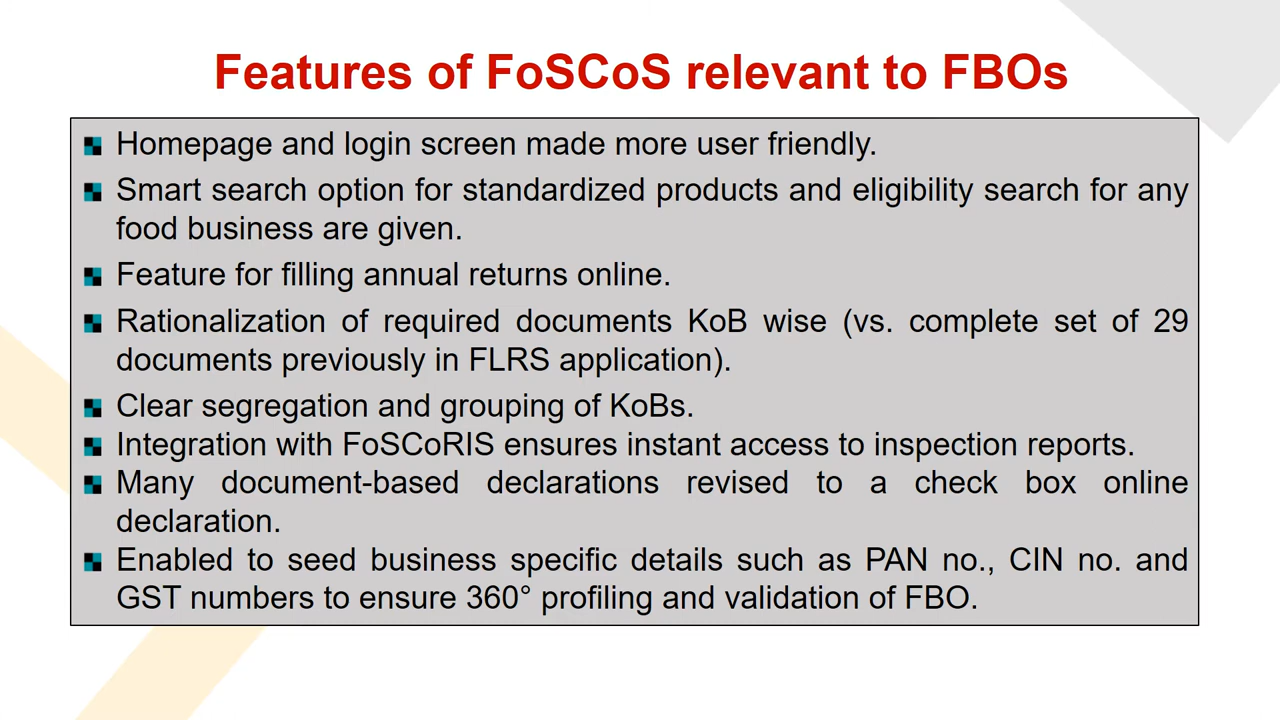 Features of FoSCoS relevant to FBOs
Homepage and login screen made more user friendly.
Smart search option for standardized products and eligibility search for any
food business are given.
Feature for filling annual returns online.
Rationalization of required documents KoB wise (vs. complete set of 29
documents previously in FLRS application).
Clear segregation and grouping of KoBs.
Integration with FoSCoRIS ensures instant access to inspection reports.
Many document-based declarations revised to a check box online
declaration.
Enabled to seed business specific details such as PAN no., CIN no. and
GST numbers to ensure 360° profiling and validation of FBO.